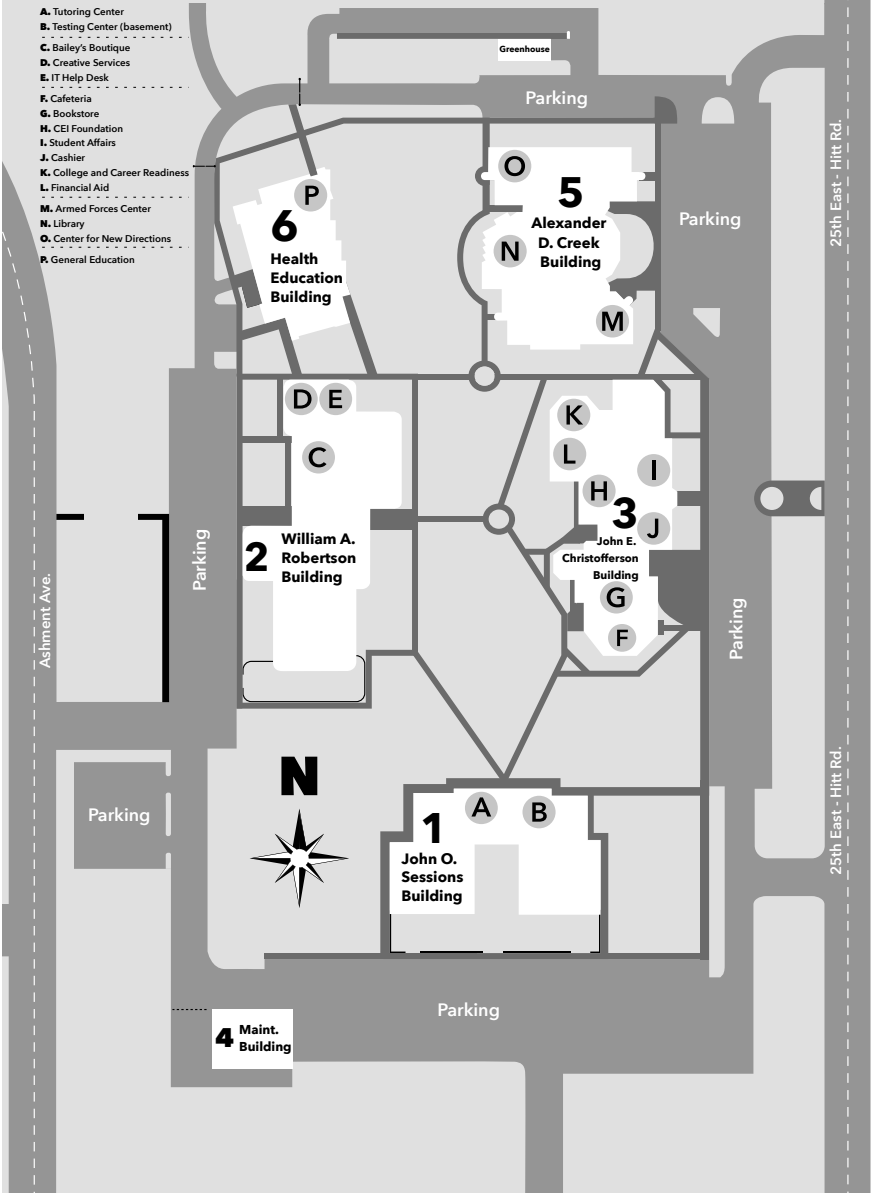 A. Tutoring Center
B. Testing Center (basement)
C. Bailey's Boutique
D. Creative Services
E. IT Help Desk
F. Cafeteria
G. Bookstore
H. CEI Foundation
I. Student Affairs
J. Cashier
K. College and Career Readiness
L. Financial Aid
M. Armed Forces Center
N. Library
O. Center for New Directions
P. General Education
Greenhouse
Parking
O
5
Alexander
D. Creek
Building
N
M
P
6
Health
Education
Building
Parking
25th East - Hitt Rd.
D
E
C
2
William A.
Robertson
Building
Parking
Ashment Ave.
K
L
I
H
3
J
John E.
Christofferson
Building
G
F
Parking
25th East - Hitt Rd.
Parking
N
A
B
1
John O.
Sessions
Building
Parking
4
Maint.
Building